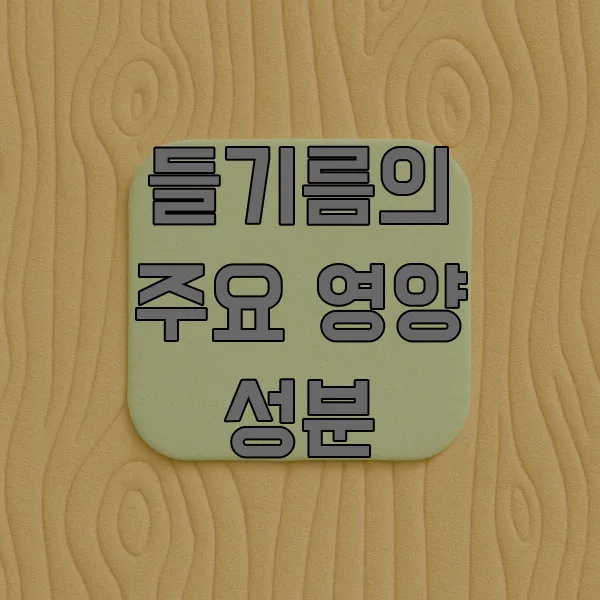 들기름의
주요 영양
성분